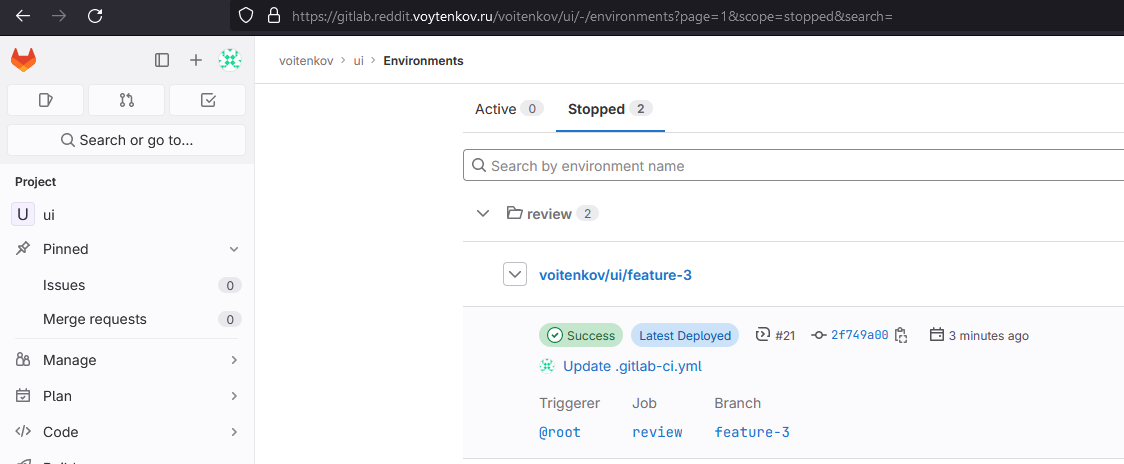 https://gitlab.reddit.voytenkov.ru/voitenkov/ui/-/environments?page=1&scope=stopped&search=
voitenkov > ui > Environments
Search or go to...
Project
U ui
Pinned
Issues 0
Merge requests 0
Manage
Plan
Code
Active 0 Stopped 2
Search by environment name
review 2
voitenkov/ui/feature-3
Success Latest Deployed #21 2f749a00 3 minutes ago
Update .gitlab-ci.yml
Triggerer Job Branch
@root review feature-3